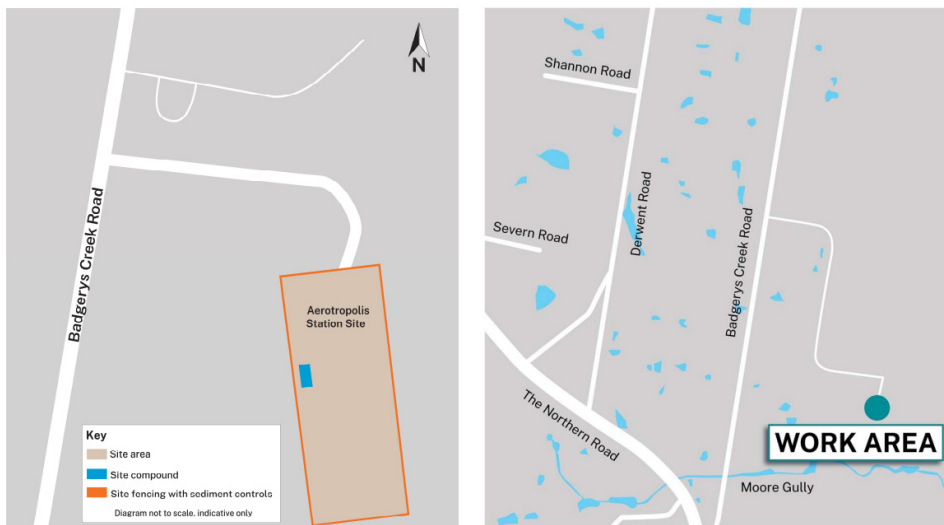 N
Badgerys Creek Road
Aerotropolis
Station Site
Key
Site area
Site compound
Site fencing with sediment controls
Diagram not to scale, indicative only
Shannon Road
Derwent Road
Severn Road
Badgerys Creek Road
The Northern Road
WORK AREA
Moore Gully